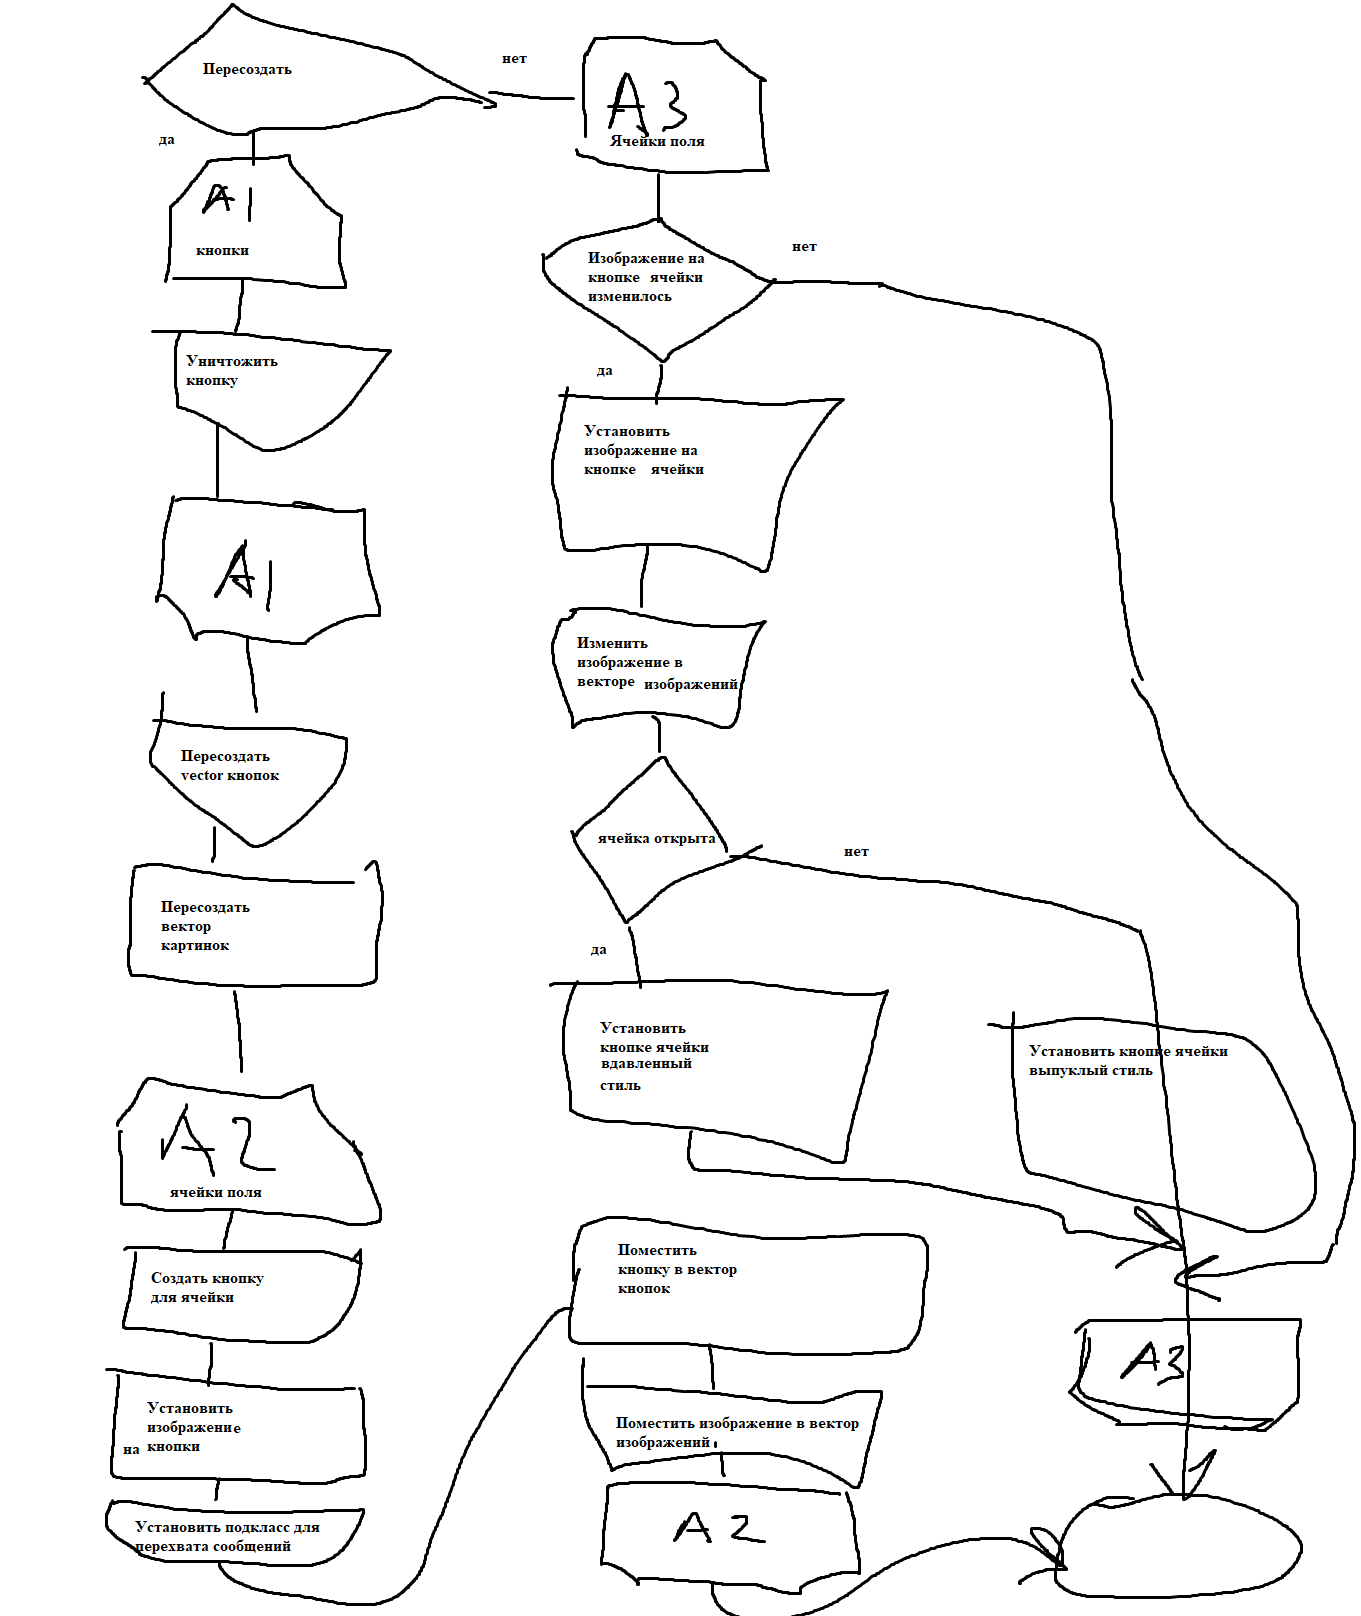 Пересоздать
да
нет
А1
кнопки
Уничтожить
кнопку
А1
Пересоздать
vector кнопок
Пересоздать
вектор
картинок
А2
ячейки поля
Создать кнопку
для ячейки
Установить
изображение
на кнопки
Установить подкласс для
перехвата сообщений
А3
Ячейки поля
Изображение на
кнопке ячейки
изменилось
нет
да
Установить
изображение на
кнопке ячейки
Изменить
изображение в
векторе изображений
ячейка открыта
нет
да
Установить
кнопке ячейки
вдавленный
стиль
Установить кнопке ячейки
выпуклый стиль
Поместить
кнопку в вектор
кнопок
Поместить изображение в вектор
изображений.
А2
А3